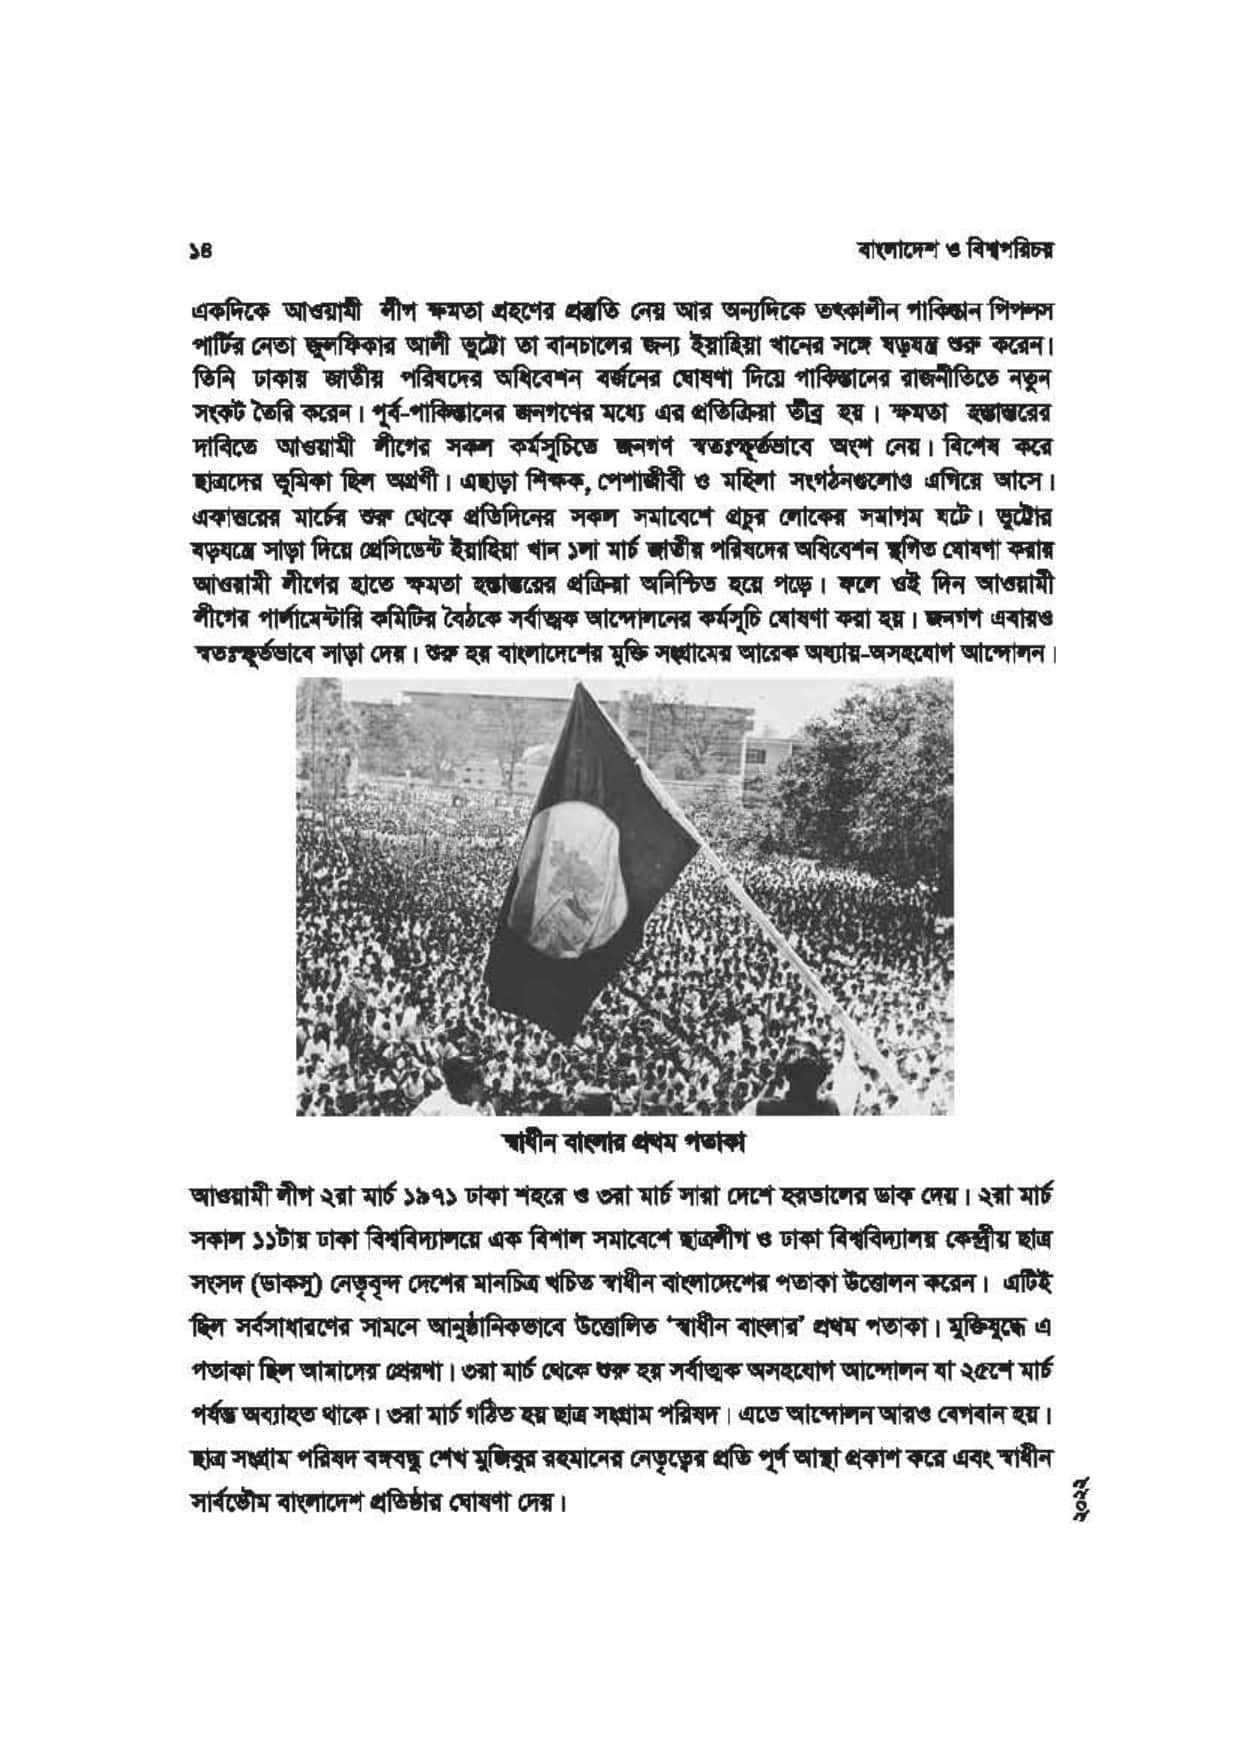 ১৪
বাংলাদেশ ও বিশ্বপরিচয়
একদিকে আওয়ামী লীগ ক্ষমতা গ্রহণের প্রস্তুতি নেয় আর অন্যদিকে তৎকালীন পাকিস্তান পিপলস
পার্টির নেতা জুলফিকার আলী ভুট্টো তা বানচালের জন্য ইয়াহিয়া খানের সঙ্গে ষড়যন্ত্র শুরু করেন।
তিনি ঢাকায় জাতীয় পরিষদের অধিবেশন বর্জনের ঘোষণা দিয়ে পাকিস্তানের রাজনীতিতে নতুন
সংকট তৈরি করেন। পূর্ব-পাকিস্তানের জনগণের মধ্যে এর প্রতিক্রিয়া তীব্র হয়। ক্ষমতা হস্তান্তরের
দাবিতে আওয়ামী লীগের সকল কর্মসূচিতে জনগণ স্বতঃস্ফূর্তভাবে অংশ নেয়। বিশেষ করে
ছাত্রদের ভূমিকা ছিল অগ্রণী। এছাড়া শিক্ষক, পেশাজীবী ও মহিলা সংগঠনগুলোও এগিয়ে আসে।
একাত্তরের মার্চের শুরু থেকে প্রতিদিনের সকল সমাবেশে প্রচুর লোকের সমাগম ঘটে। ভুট্টোর
ষড়যন্ত্রে সাড়া দিয়ে প্রেসিডেন্ট ইয়াহিয়া খান ১লা মার্চ জাতীয় পরিষদের অধিবেশন স্থগিত ঘোষণা করায়
আওয়ামী লীগের হাতে ক্ষমতা হস্তান্তরের প্রক্রিয়া অনিশ্চিত হয়ে পড়ে। ফলে ওই দিন আওয়ামী
লীগের পার্লামেন্টারি কমিটির বৈঠকে সর্বাত্মক আন্দোলনের কর্মসূচি ঘোষণা করা হয়। জনগণ এবারও
স্বতঃস্ফূর্তভাবে সাড়া দেয়। শুরু হয় বাংলাদেশের মুক্তি সংগ্রামের আরেক অধ্যায়-অসহযোগ আন্দোলন।
স্বাধীন বাংলার প্রথম পতাকা
আওয়ামী লীগ ২রা মার্চ ১৯৭১ ঢাকা শহরে ও ৩রা মার্চ সারা দেশে হরতালের ডাক দেয়। ২রা মার্চ
সকাল ১১টায় ঢাকা বিশ্ববিদ্যালয়ে এক বিশাল সমাবেশে ছাত্রলীগ ও ঢাকা বিশ্ববিদ্যালয় কেন্দ্রীয় ছাত্র
সংসদ (ডাকসু) নেতৃবৃন্দ দেশের মানচিত্র খচিত স্বাধীন বাংলাদেশের পতাকা উত্তোলন করেন। এটিই
ছিল সর্বসাধারণের সামনে আনুষ্ঠানিকভাবে উত্তোলিত ‘স্বাধীন বাংলার’ প্রথম পতাকা। মুক্তিযুদ্ধে এ
পতাকা ছিল আমাদের প্রেরণা। ৩রা মার্চ থেকে শুরু হয় সর্বাত্মক অসহযোগ আন্দোলন যা ২৫শে মার্চ
পর্যন্ত অব্যাহত থাকে। ৩রা মার্চ গঠিত হয় ছাত্র সংগ্রাম পরিষদ। এতে আন্দোলন আরও বেগবান হয়।
ছাত্র সংগ্রাম পরিষদ বঙ্গবন্ধু শেখ মুজিবুর রহমানের নেতৃত্বের প্রতি পূর্ণ আস্থা প্রকাশ করে এবং স্বাধীন
সার্বভৌম বাংলাদেশ প্রতিষ্ঠার ঘোষণা দেয়।
২০২২